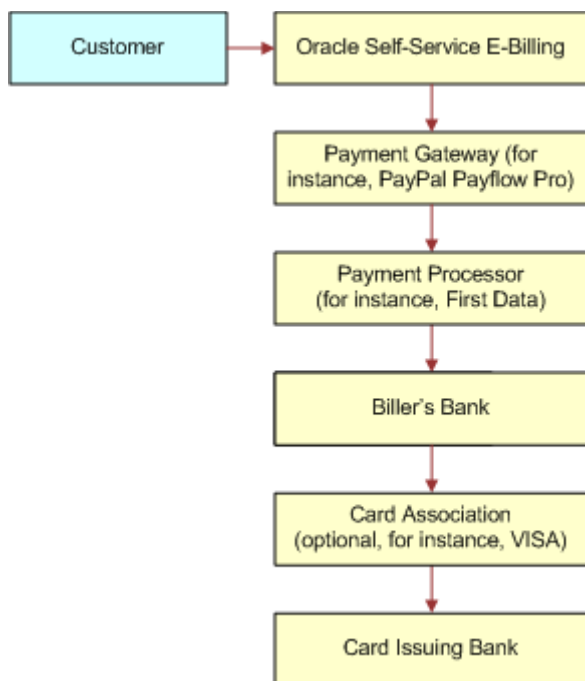 Customer
Oracle Self-Service E-Billing
Payment Gateway (for
instance, PayPal Payflow Pro)
Payment Processor
(for instance, First Data)
Biller's Bank
Card Association
(optional, for instance, VISA)
Card Issuing Bank